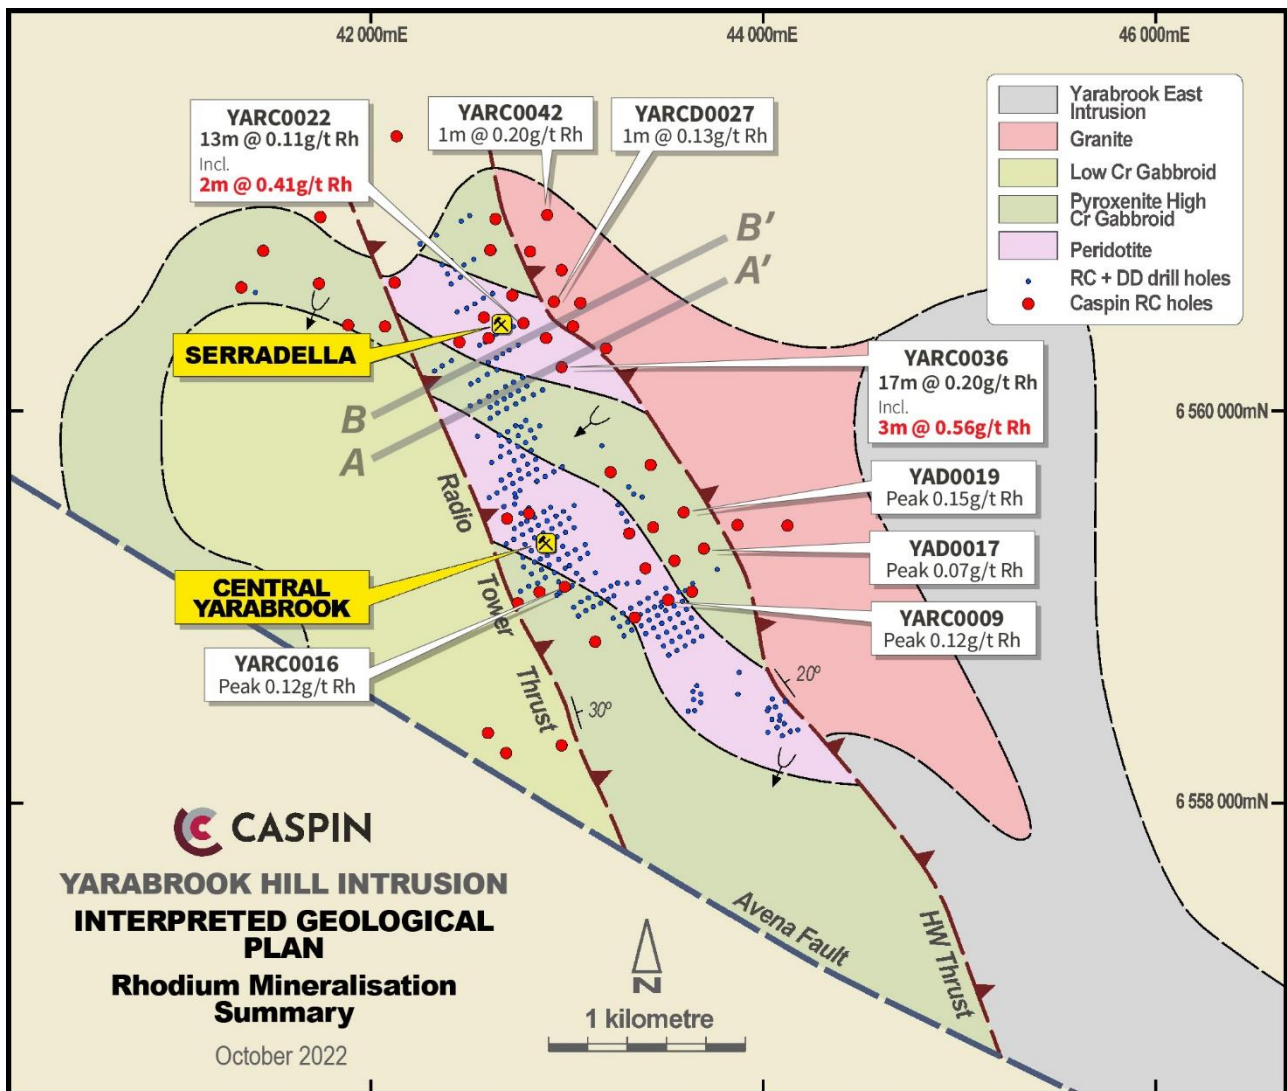 42 000mE
44 000mE
46 000mE
YARC0022
13m @ 0.11g/t Rh
Incl.
2m @ 0.41g/t Rh
YARC0042
1m @ 0.20g/t Rh
YARCD0027
1m @ 0.13g/t Rh
Yarabrook East
Intrusion
Granite
Low Cr Gabbroid
Pyroxenite High
Cr Gabbroid
Peridotite
RC + DD drill holes
Caspin RC holes
B'
A'
SERRADELLA
B
A
YARC0036
17m @ 0.20g/t Rh
Incl.
3m @ 0.56g/t Rh
6 560 000mN
YAD0019
Peak 0.15g/t Rh
YAD0017
Peak 0.07g/t Rh
YARC0009
Peak 0.12g/t Rh
Radio
Tower
Thrust
CENTRAL
YARABROOK
YARC0016
Peak 0.12g/t Rh
20º
30º
6 558 000mN
CASPIN
YARABROOK HILL INTRUSION
INTERPRETED GEOLOGICAL
PLAN
Rhodium Mineralisation
Summary
October 2022
N
1 kilometre
Avena Fault
HW Thrust